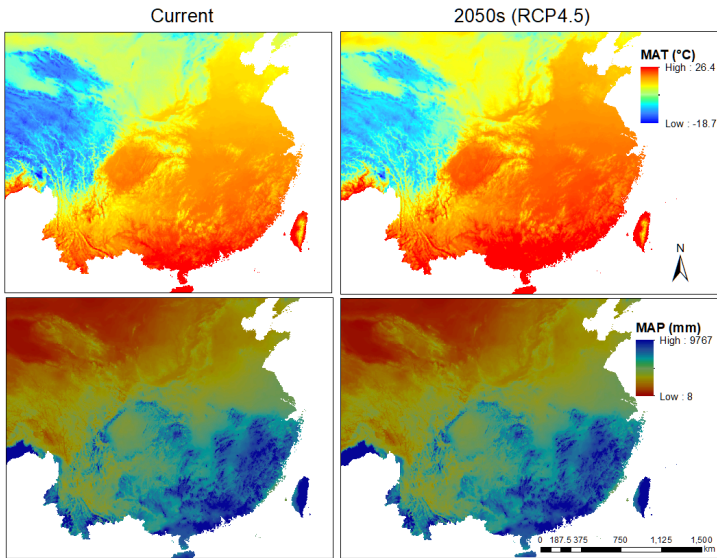 Current
2050s (RCP4.5)
MAT (°C)
High : 26.4
Low : -18.7
N
MAP (mm)
High : 9767
Low : 8
0 187.5 375 750 1,125 1,500
km